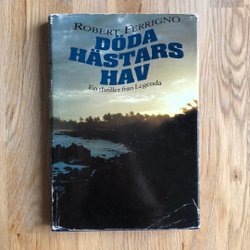 ROBERT FERRIGNO
DÖDA
HÄSTARS
HAV
En thriller från Legenda